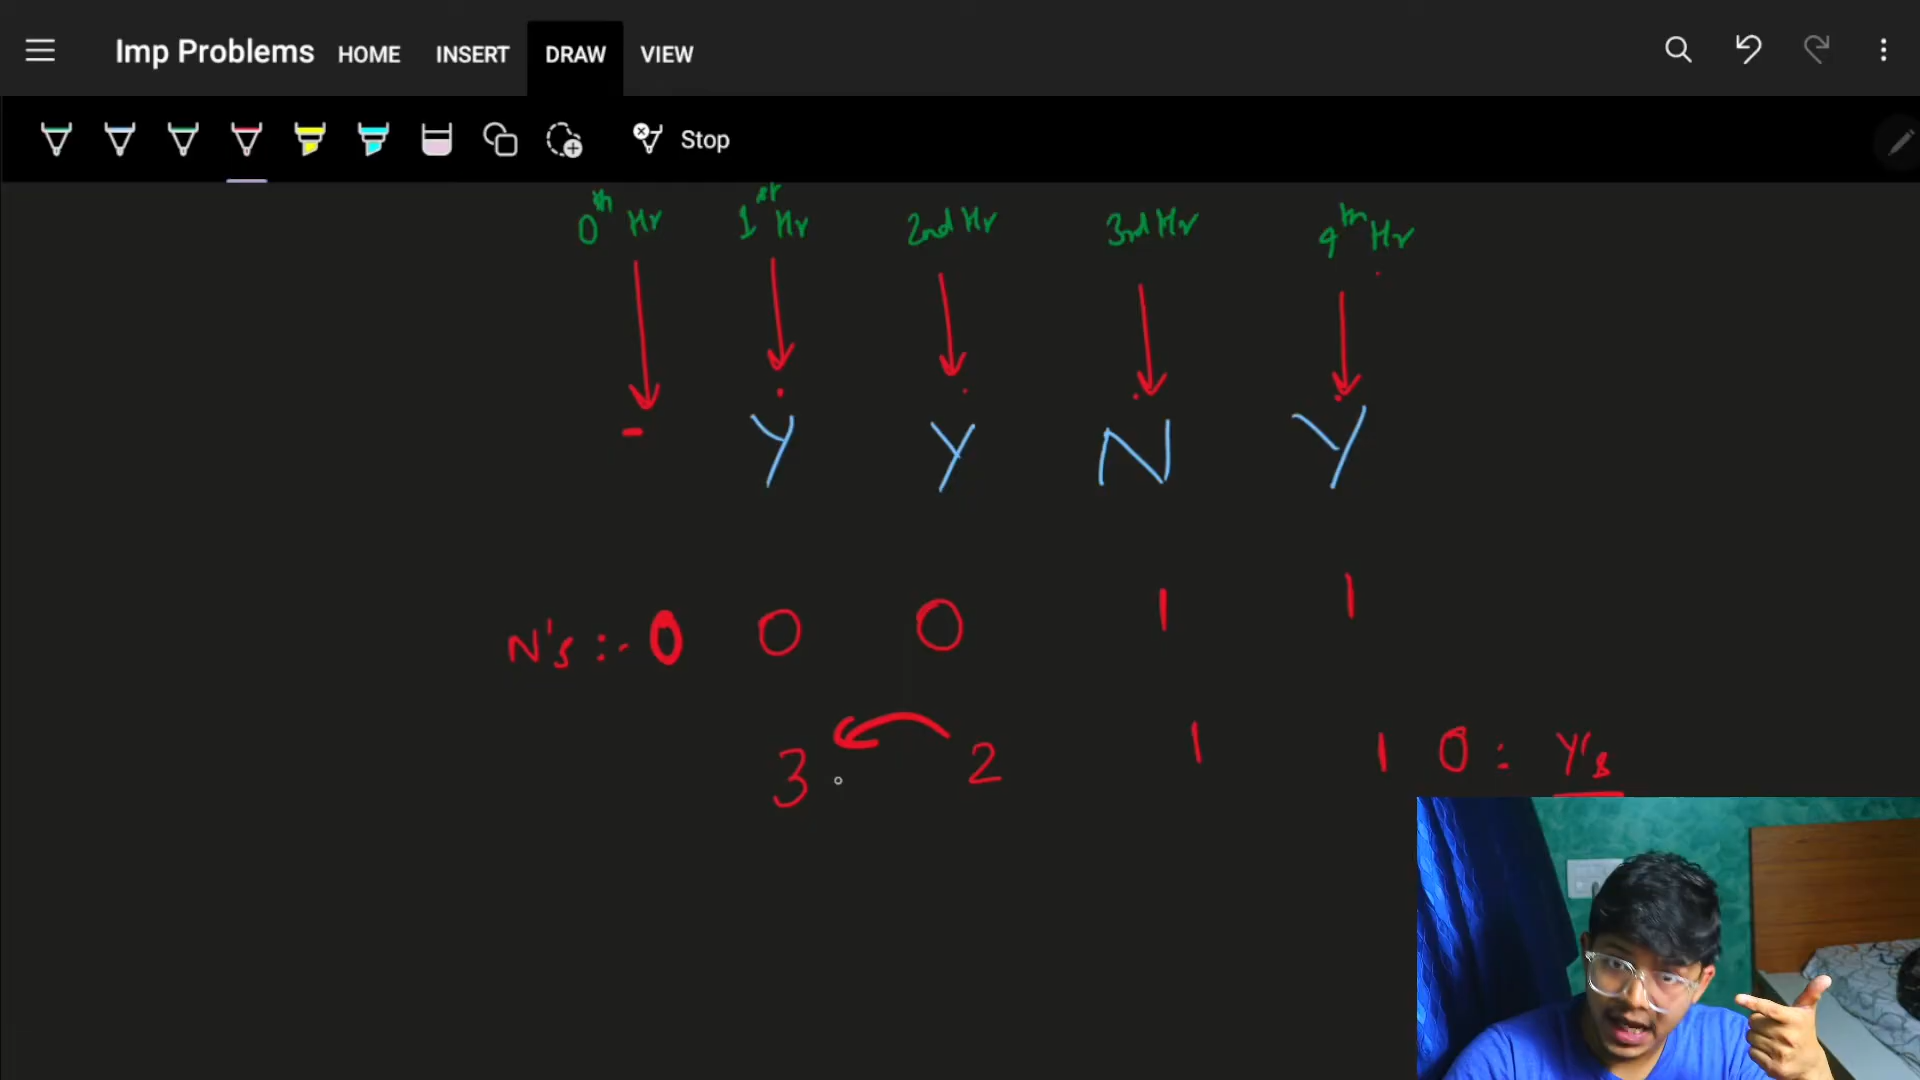 Imp Problems HOME INSERT DRAW VIEW
Stop
0th Hr 1st Hr 2nd Hr 3rd Hr 4th Hr
- Y Y N Y
N's :- 0 0 0 1 1
3 2 1 1 0 : Y's